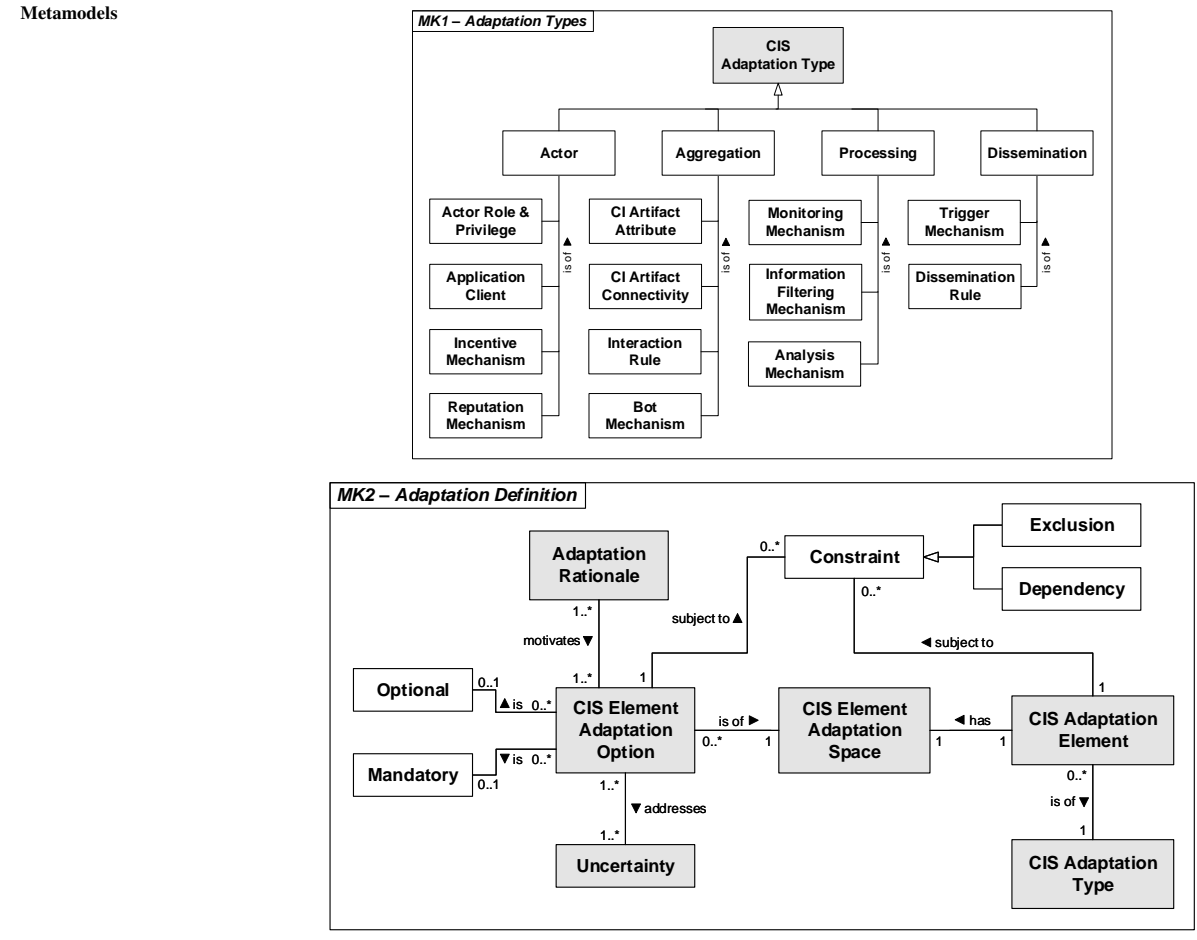 Metamodels
MK1 – Adaptation Types
CIS
Adaptation Type
Actor
Aggregation
Processing
Dissemination
Actor Role &
Privilege
Application
Client
Incentive
Mechanism
Reputation
Mechanism
is of ▲
CI Artifact
Attribute
CI Artifact
Connectivity
Interaction
Rule
Bot
Mechanism
is of ▲
Monitoring
Mechanism
Information
Filtering
Mechanism
Analysis
Mechanism
is of ▲
Trigger
Mechanism
Dissemination
Rule
is of ▲
MK2 – Adaptation Definition
Adaptation
Rationale
1..*
motivates ▼
1..*
Constraint
0..*
0..*
Exclusion
Dependency
subject to ▲
1
◄ subject to
1
Optional
0..1
▲ is 0..*
Mandatory
0..1
▼ is 0..*
CIS Element
Adaptation
Option
is of ►
0..*
1
CIS Element
Adaptation
Space
◄ has
1
1
CIS Adaptation
Element
1..*
▼ addresses
1..*
Uncertainty
0..*
is of ▼
1
CIS Adaptation
Type